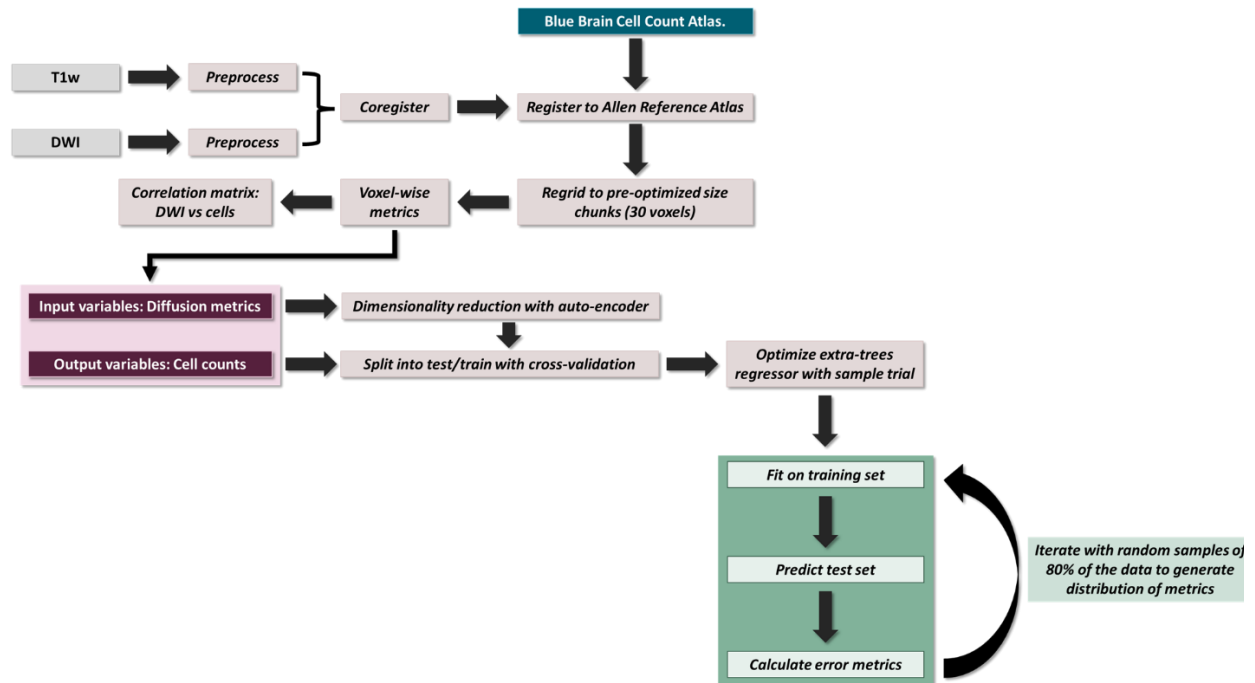 Blue Brain Cell Count Atlas.
T1w
Preprocess
Coregister
Register to Allen Reference Atlas
DWI
Preprocess
Correlation matrix:
DWI vs cells
Voxel-wise
metrics
Regrid to pre-optimized size
chunks (30 voxels)
Input variables: Diffusion metrics
Dimensionality reduction with auto-encoder
Output variables: Cell counts
Split into test/train with cross-validation
Optimize extra-trees
regressor with sample trial
Fit on training set
Predict test set
Calculate error metrics
Iterate with random samples of
80% of the data to generate
distribution of metrics